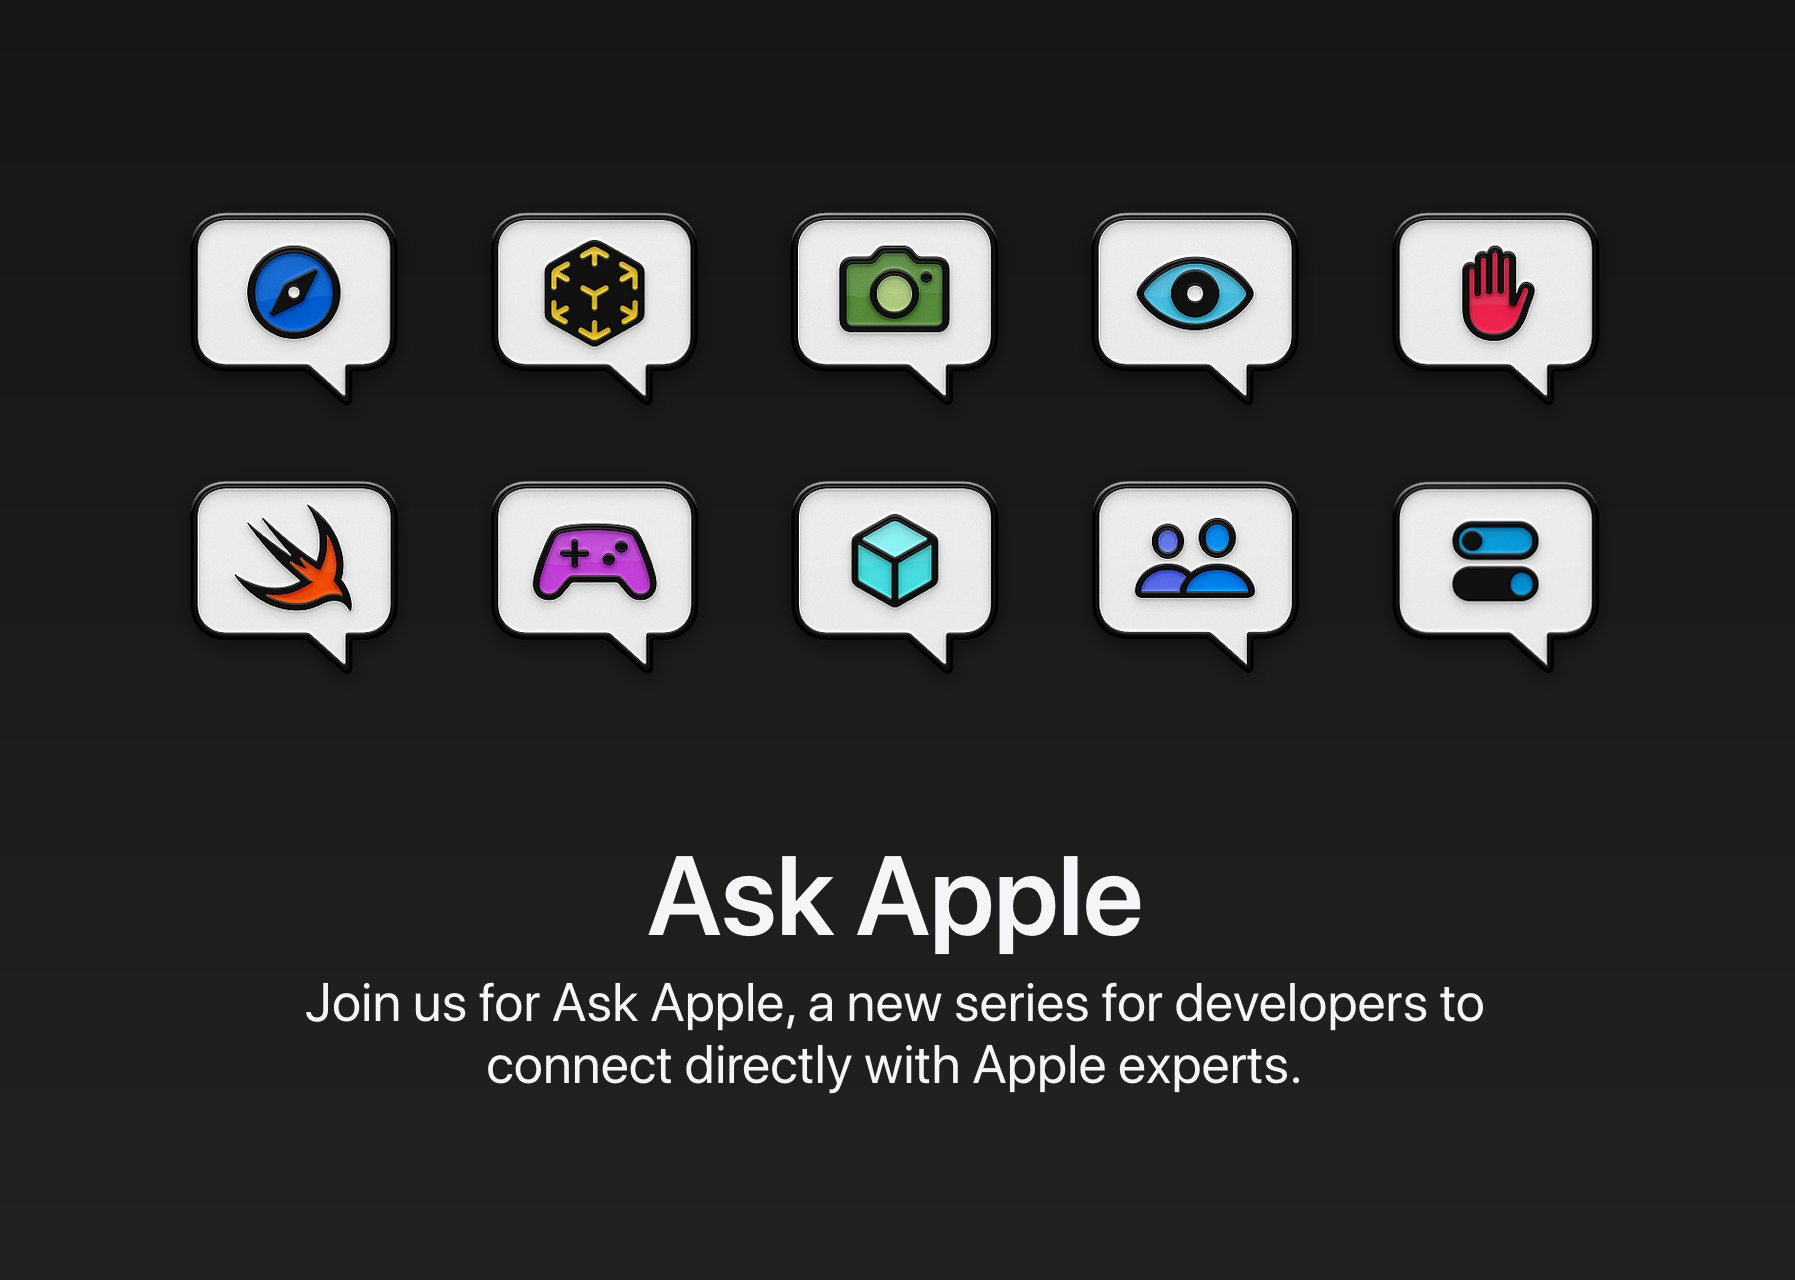 Ask Apple
Join us for Ask Apple, a new series for developers to
connect directly with Apple experts.